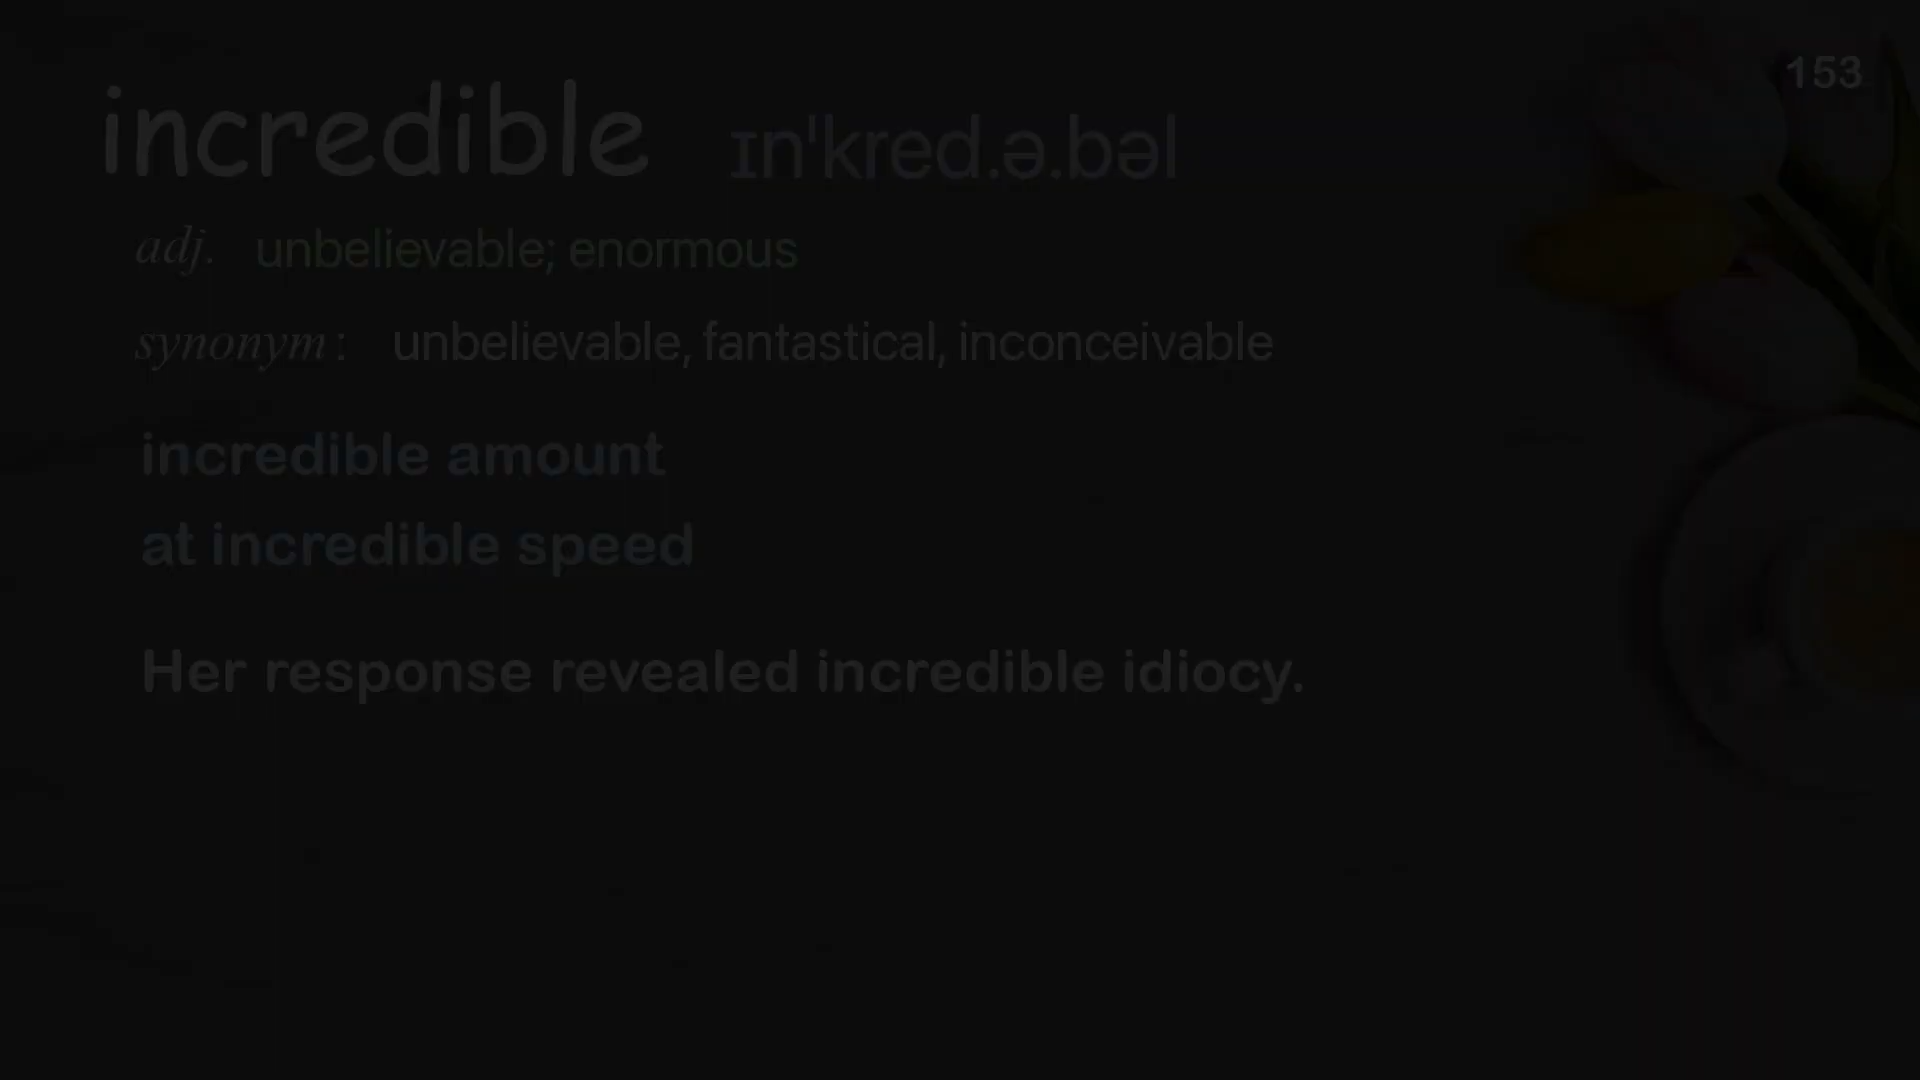 153
incredible ɪnˈkred.ə.bəl
adj. unbelievable; enormous
synonym: unbelievable, fantastical, inconceivable
incredible amount
at incredible speed
Her response revealed incredible idiocy.